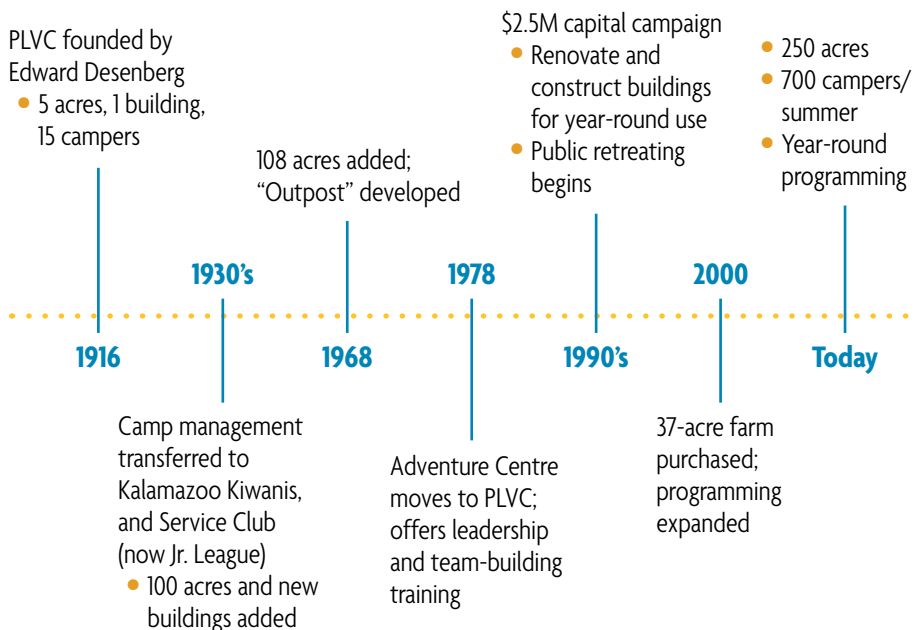 PLVC founded by
Edward Desenberg
• 5 acres, 1 building,
15 campers
1916
1930's
Camp management
transferred to
Kalamazoo Kiwanis,
and Service Club
(now Jr. League)
• 100 acres and new
buildings added
108 acres added;
“Outpost” developed
1968
1978
Adventure Centre
moves to PLVC;
offers leadership
and team-building
training
$2.5M capital campaign
• Renovate and
construct buildings
for year-round use
• Public retreating
begins
1990's
2000
37-acre farm
purchased;
programming
expanded
• 250 acres
• 700 campers/
summer
• Year-round
programming
Today